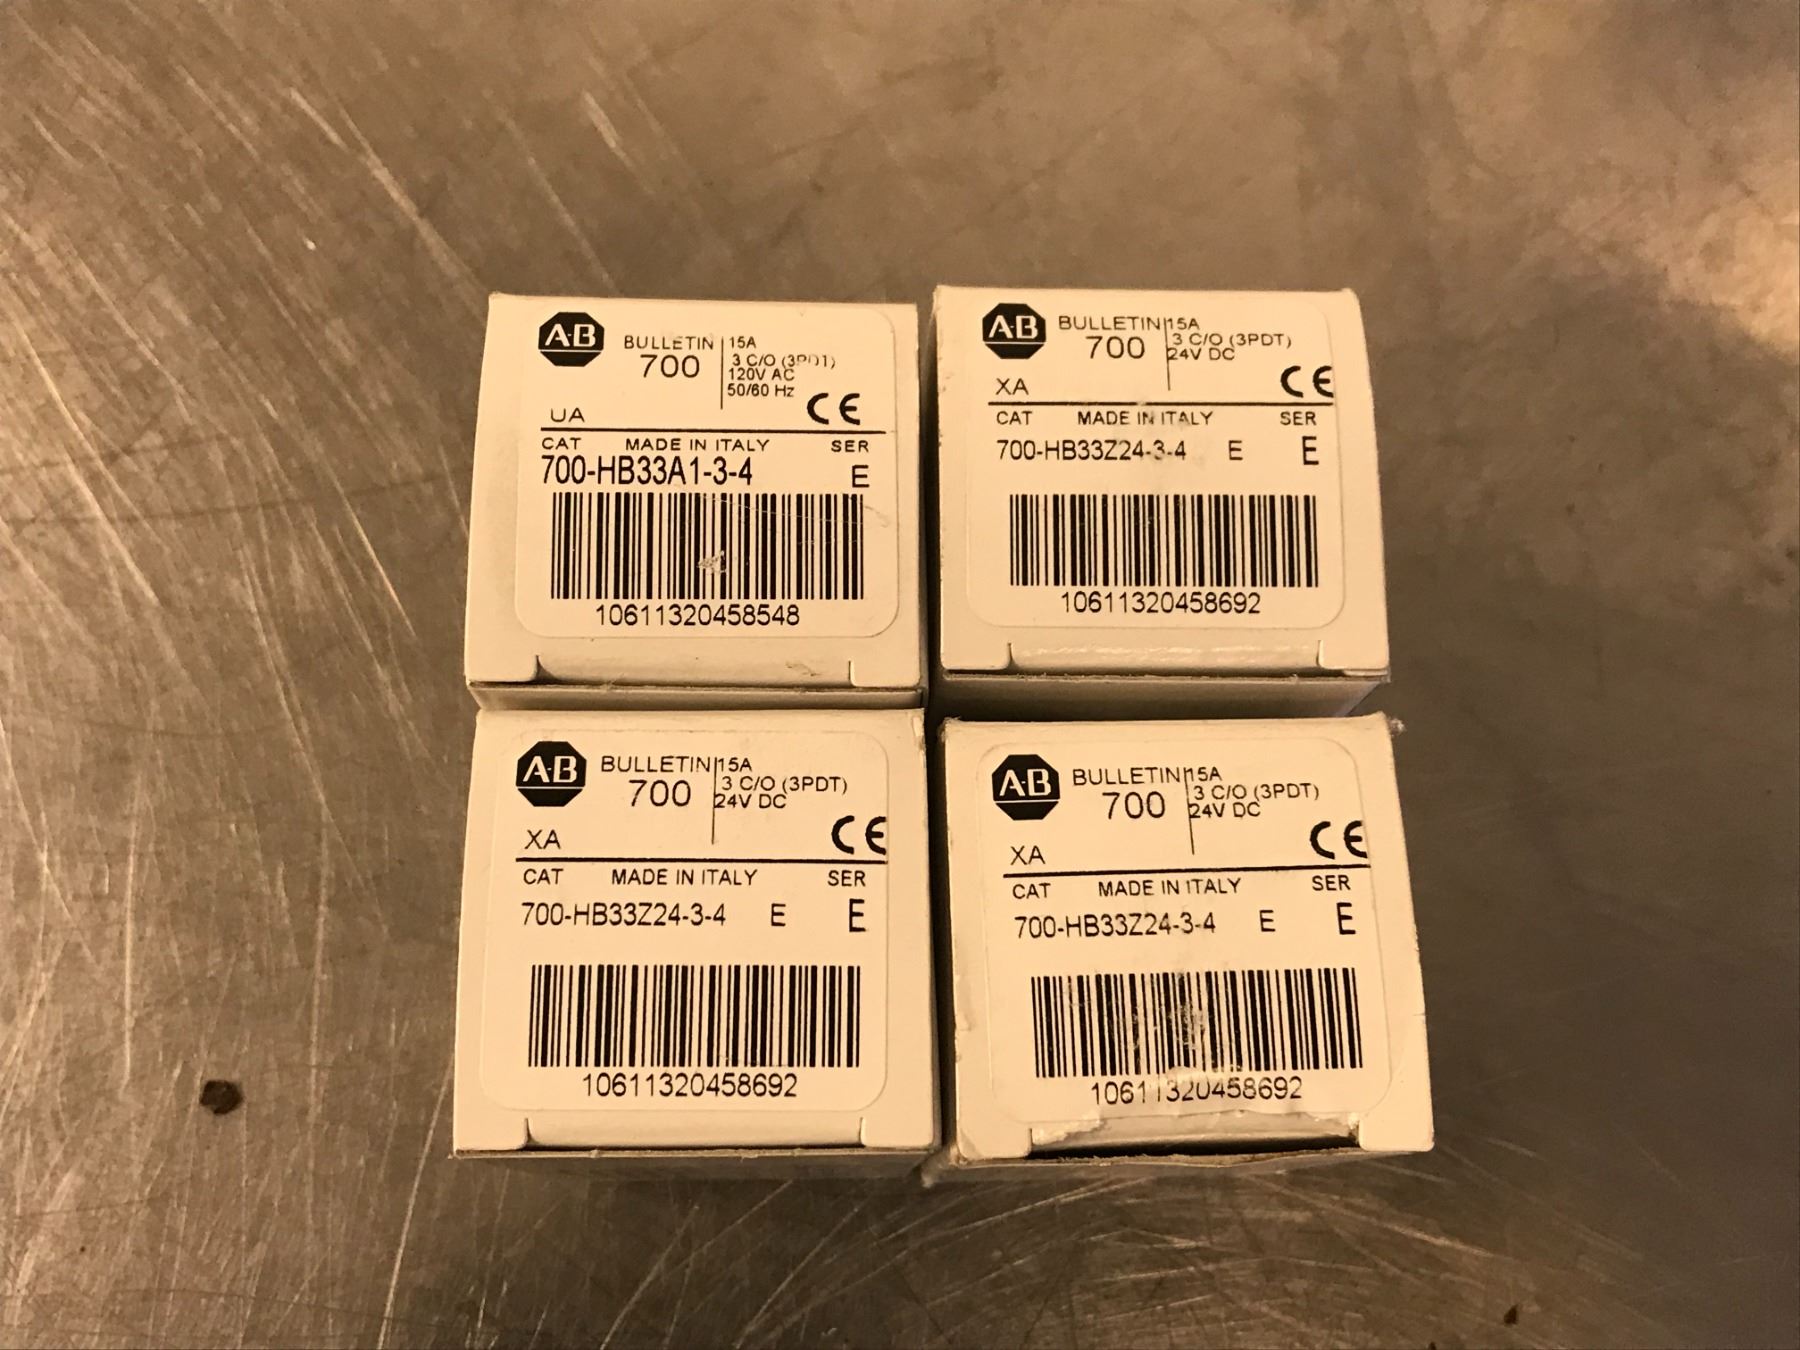 A-B BULLETIN 15A
700 3 C/O (3PDT)
120V AC
50/60 Hz
UA CE
CAT MADE IN ITALY SER
700-HB33A1-3-4 E
10611320458548
A-B BULLETIN 15A
700 3 C/O (3PDT)
24V DC
XA CE
CAT MADE IN ITALY SER
700-HB33Z24-3-4 E E
10611320458692
A-B BULLETIN 15A
700 3 C/O (3PDT)
24V DC
XA CE
CAT MADE IN ITALY SER
700-HB33Z24-3-4 E E
10611320458692
A-B BULLETIN 15A
700 3 C/O (3PDT)
24V DC
XA CE
CAT MADE IN ITALY SER
700-HB33Z24-3-4 E E
10611320458692